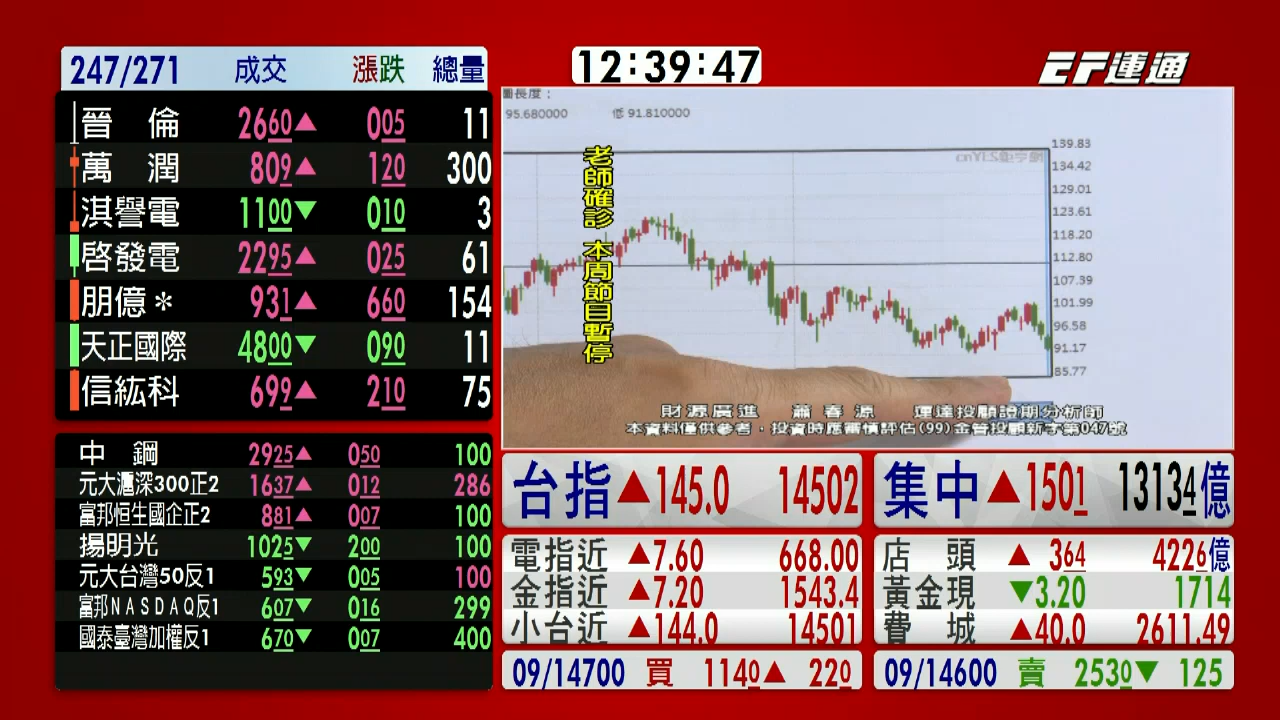 247/271 成交 漲跌 總量
晉倫 2660▲ 005 11
萬潤 809▲ 120 300
淇譽電 1100▼ 010 3
啓發電 2295▲ 025 61
朋億* 931▲ 660 154
天正國際 4800▼ 090 11
信紘科 699▲ 210 75
中鋼 2925▲ 050 100
元大滬深300正2 1637▲ 012 286
富邦恒生國企正2 881▲ 007 100
揚明光 1025▼ 200 100
元大台灣50反1 593▼ 005 100
富邦NASDAQ反1 607▼ 016 299
國泰臺灣加權反1 670▼ 007 400
12:39:47
EF運通
圖長度：
95.680000 低 91.810000
老師確診 本周節目暫停
139.83
134.42
129.01
123.61
118.20
112.80
107.39
101.99
96.58
91.17
85.77
財源廣進 蕭春源 運達投顧證期分析師
本資料僅供參考，投資時應審慎評估(99)金管投顧新字第047號
台指▲145.0 14502
電指近 ▲7.60 668.00
金指近 ▲7.20 1543.4
小台近 ▲144.0 14501
09/14700 買 1140▲ 220
集中▲1501 13134億
店頭 ▲ 364 4226億
黃金現 ▼3.20 1714
費城 ▲40.0 2611.49
09/14600 賣 2530▼ 125